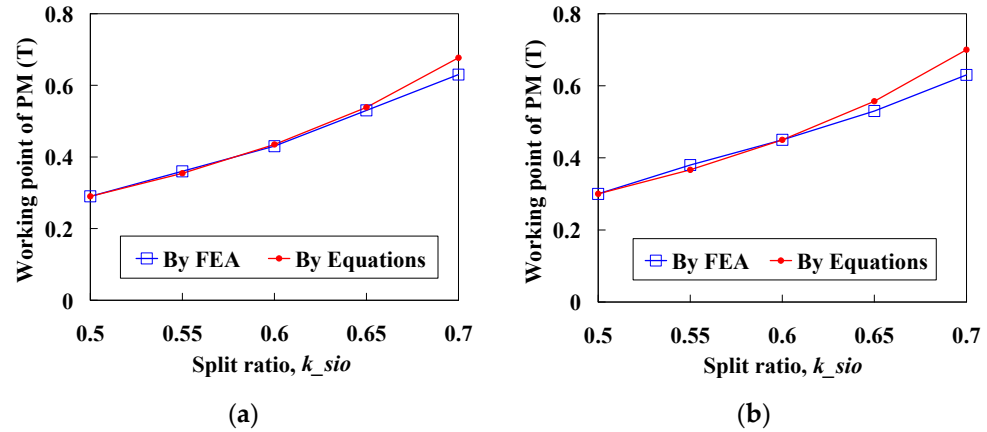 0.8
0.6
0.4
0.2
0
Working point of PM (T)
By FEA By Equations
0.5 0.55 0.6 0.65 0.7
Split ratio, k_sio
(a)
0.8
0.6
0.4
0.2
0
Working point of PM (T)
By FEA By Equations
0.5 0.55 0.6 0.65 0.7
Split ratio, k_sio
(b)